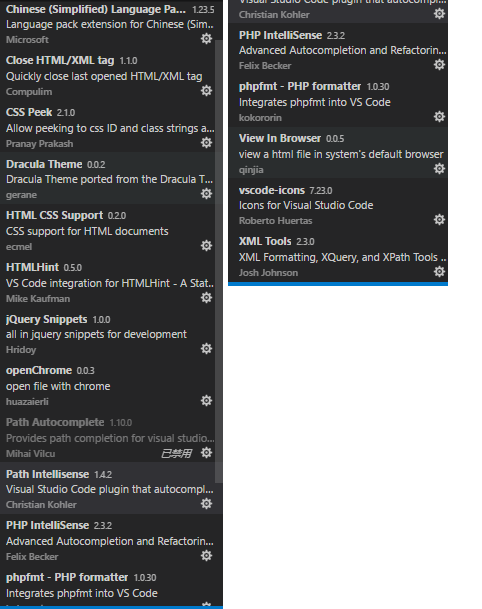 Chinese (Simplified) Language Pa... 1.23.5
Language pack extension for Chinese (Sim...
Microsoft
Close HTML/XML tag 1.1.0
Quickly close last opened HTML/XML tag
Compulim
CSS Peek 2.1.0
Allow peeking to css ID and class strings a...
Pranay Prakash
Dracula Theme 0.0.2
Dracula Theme ported from the Dracula T...
gerane
HTML CSS Support 0.2.0
CSS support for HTML documents
ecmel
HTMLHint 0.5.0
VS Code integration for HTMLHint - A Stat...
Mike Kaufman
jQuery Snippets 1.0.0
all in jquery snippets for development
Hridoy
openChrome 0.0.3
open file with chrome
huazaierli
Path Autocomplete 1.10.0
Provides path completion for visual studio...
Mihai Vilcu 已禁用
Path Intellisense 1.4.2
Visual Studio Code plugin that autocompl...
Christian Kohler
PHP IntelliSense 2.3.2
Advanced Autocompletion and Refactorin...
Felix Becker
phpfmt - PHP formatter 1.0.30
Integrates phpfmt into VS Code
Visual Studio Code plugin that autocompl...
Christian Kohler
PHP IntelliSense 2.3.2
Advanced Autocompletion and Refactorin...
Felix Becker
phpfmt - PHP formatter 1.0.30
Integrates phpfmt into VS Code
kokororin
View In Browser 0.0.5
view a html file in system's default browser
qinjia
vscode-icons 7.23.0
Icons for Visual Studio Code
Roberto Huertas
XML Tools 2.3.0
XML Formatting, XQuery, and XPath Tools ...
Josh Johnson